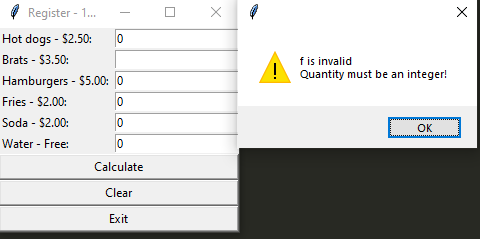 Register - 1...
Hot dogs - $2.50: 0
Brats - $3.50:
Hamburgers - $5.00: 0
Fries - $2.00: 0
Soda - $2.00: 0
Water - Free: 0
Calculate
Clear
Exit
f is invalid
Quantity must be an integer!
OK